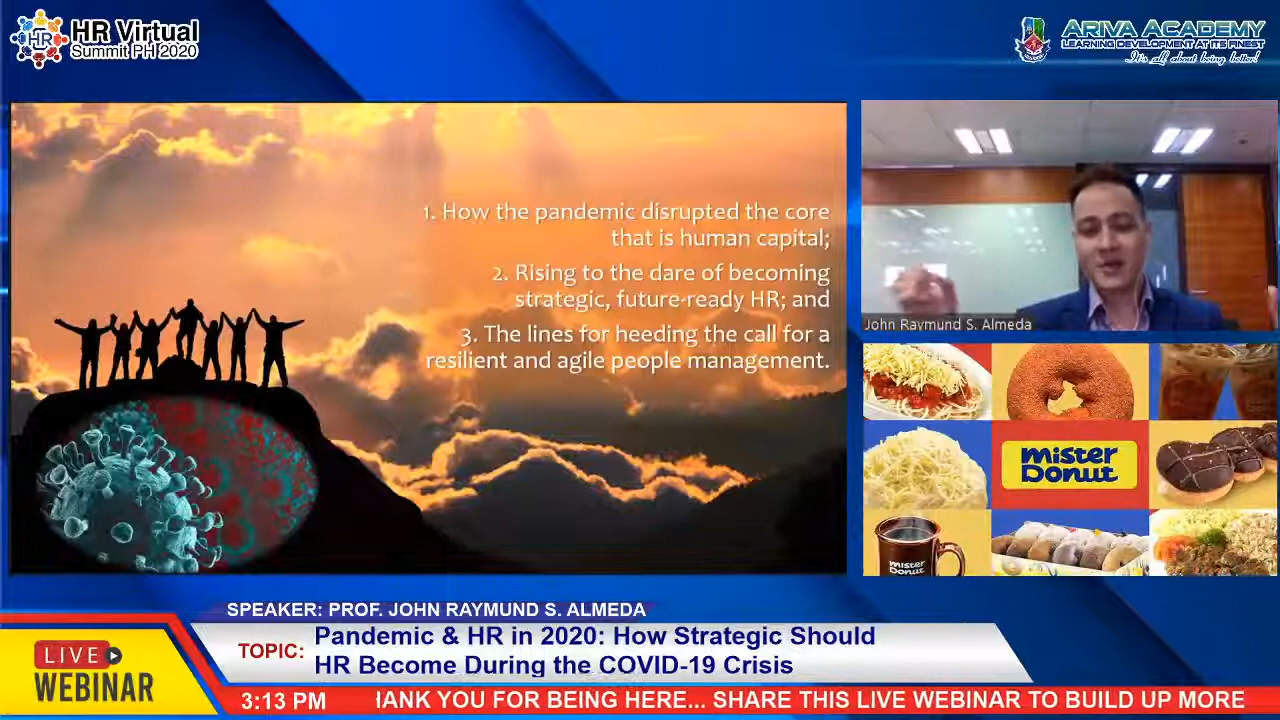 HR
HR Virtual
Summit PH 2020
ARIVA ACADEMY
LEARNING DEVELOPMENT AT ITS FINEST
It's all about being better!
1. How the pandemic disrupted the core
that is human capital;
2. Rising to the dare of becoming
strategic, future-ready HR; and
3. The lines for heeding the call for a
resilient and agile people management.
John Raymund S. Almeda
mister
Donut
mister
Donut
SPEAKER: PROF. JOHN RAYMUND S. ALMEDA
TOPIC:
Pandemic & HR in 2020: How Strategic Should
HR Become During the COVID-19 Crisis
LIVE
WEBINAR
3:13 PM
HANK YOU FOR BEING HERE... SHARE THIS LIVE WEBINAR TO BUILD UP MORE